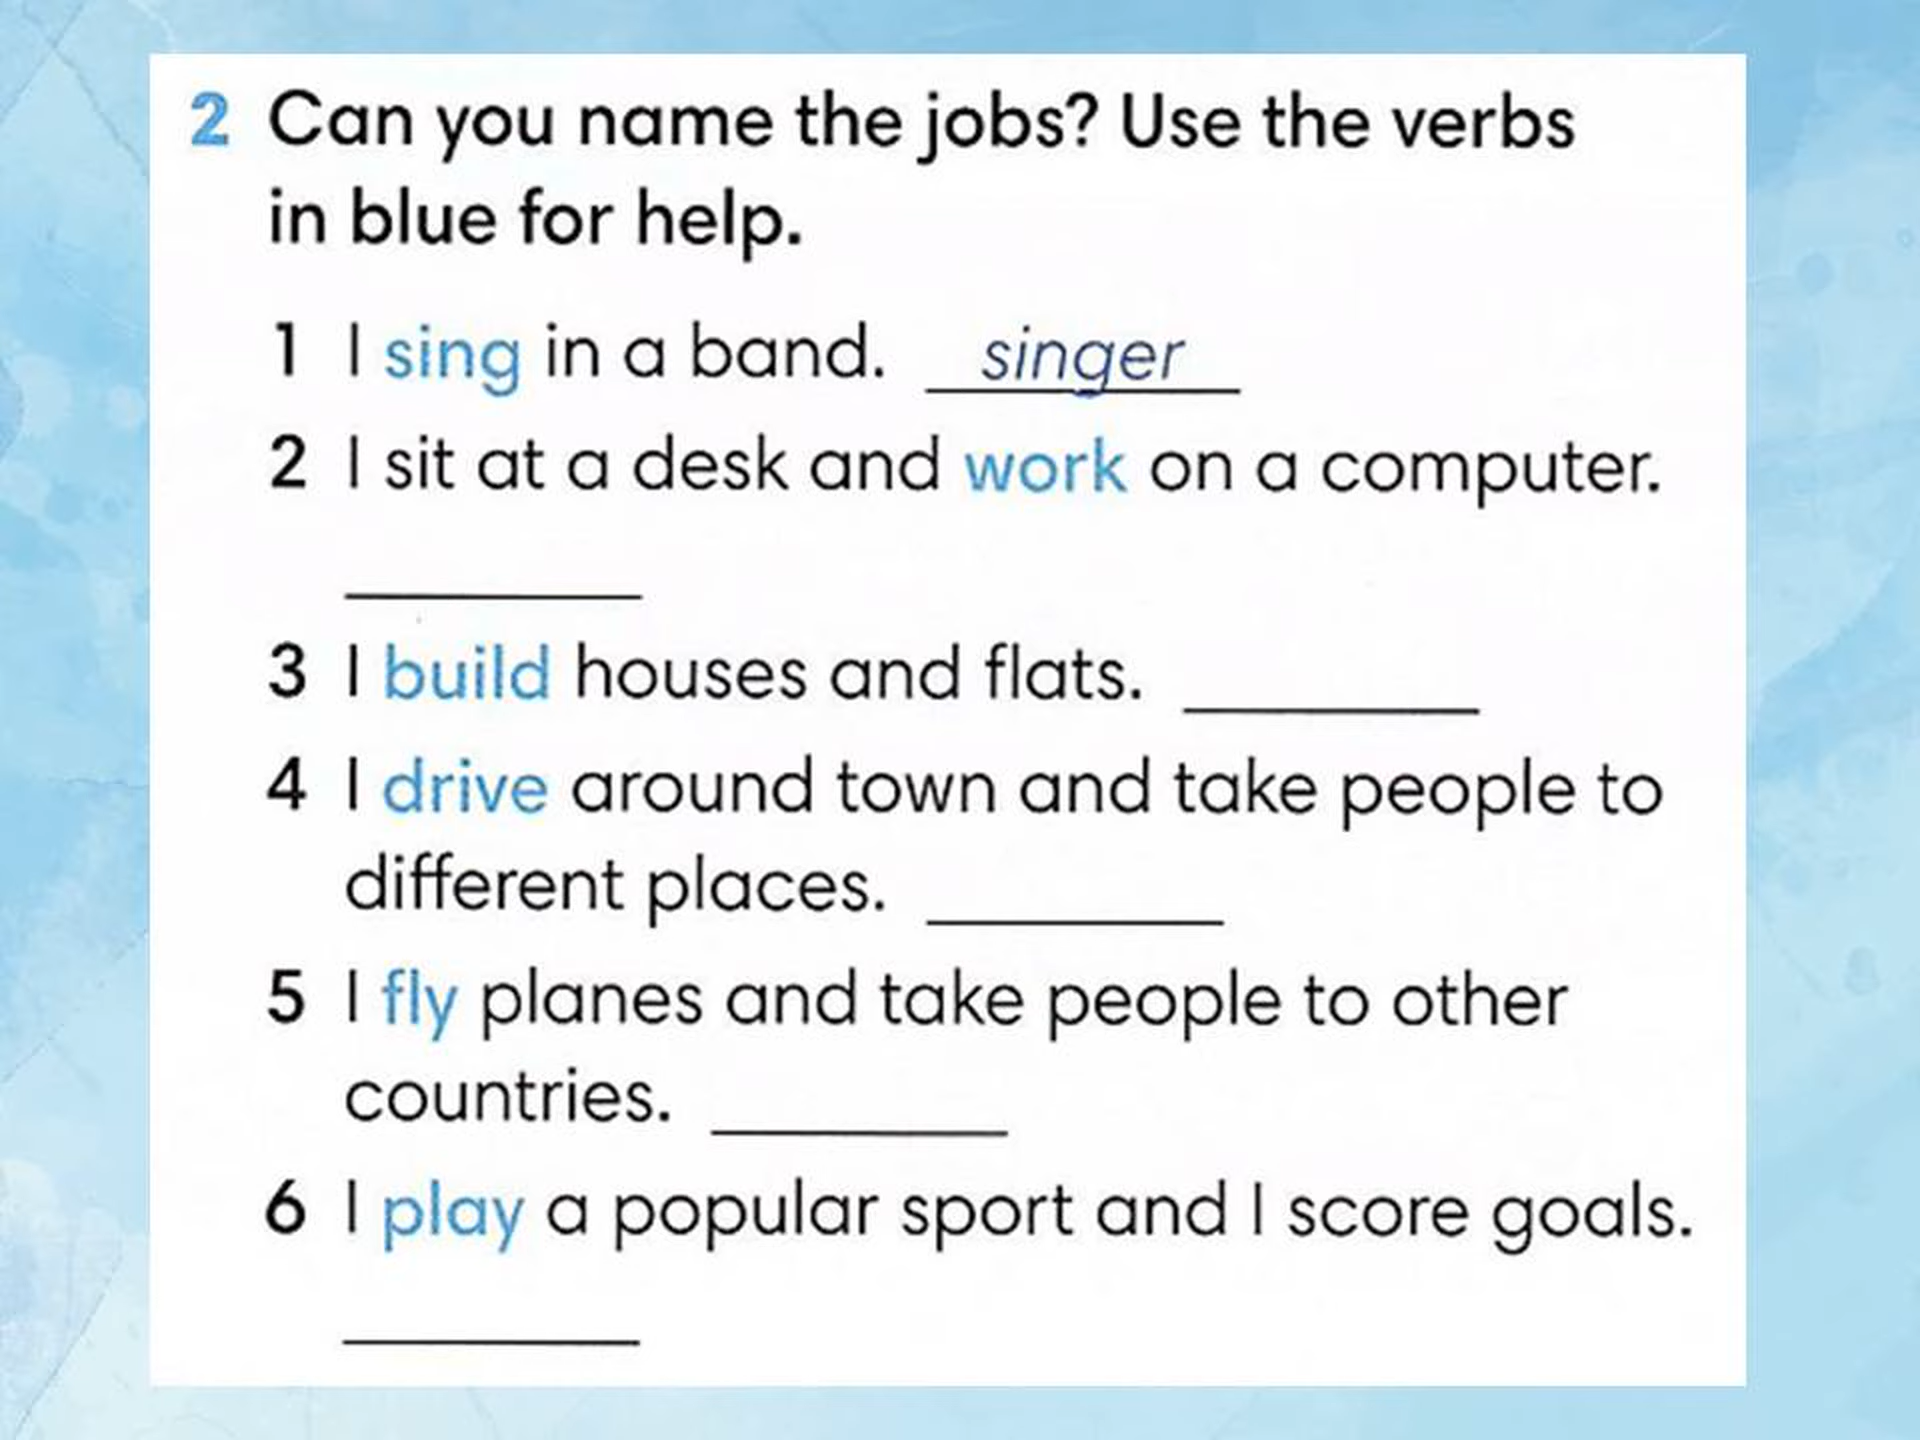 2 Can you name the jobs? Use the verbs
in blue for help.
1 I sing in a band. singer
2 I sit at a desk and work on a computer.
3 I build houses and flats.
4 I drive around town and take people to
different places.
5 I fly planes and take people to other
countries.
6 I play a popular sport and I score goals.